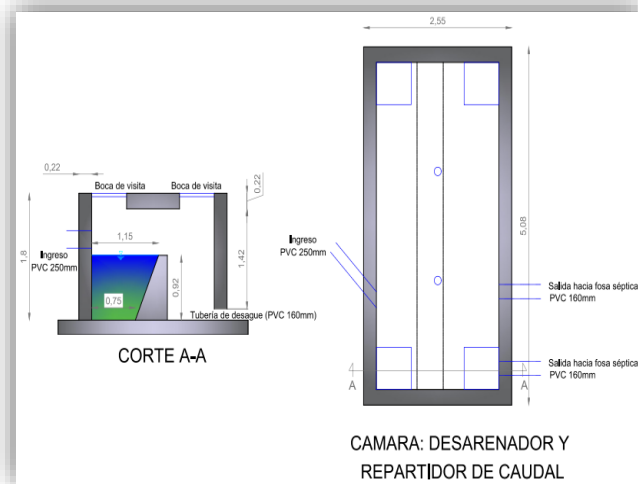 2,55
0,22
Boca de visita
Boca de visita
0,22
1,8
Ingreso
PVC 250mm
1,15
0,75
0,92
1,42
Tubería de desague (PVC 160mm)
CORTE A-A
Ingreso
PVC 250mm
5,08
Salida hacia fosa séptica
PVC 160mm
Salida hacia fosa séptica
PVC 160mm
A
A
CAMARA: DESARENADOR Y
REPARTIDOR DE CAUDAL